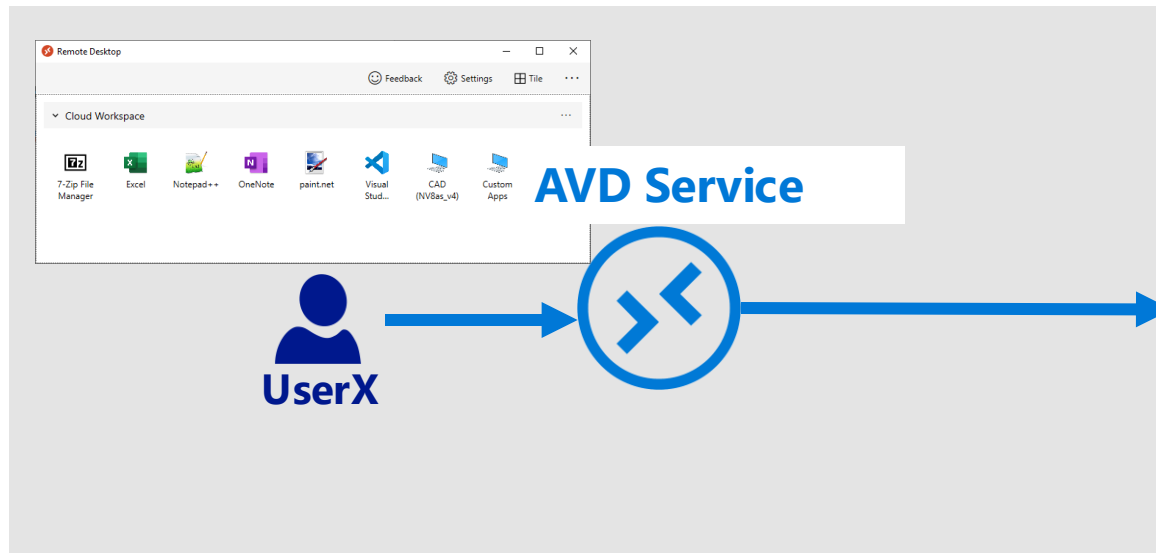 Remote Desktop
Feedback Settings Tile
Cloud Workspace
7-Zip File Manager
Excel
Notepad++
OneNote
paint.net
Visual Stud...
CAD (NV8as_v4)
Custom Apps
AVD Service
UserX